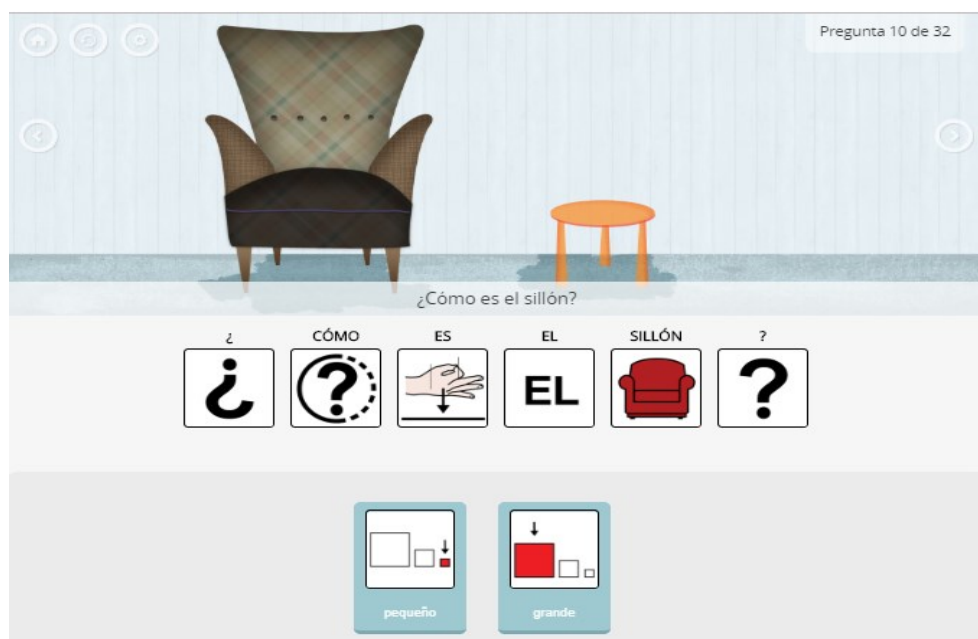 Pregunta 10 de 32
¿Cómo es el sillón?
¿ CÓMO ES EL SILLÓN ?
¿ ? EL ?
pequeño grande